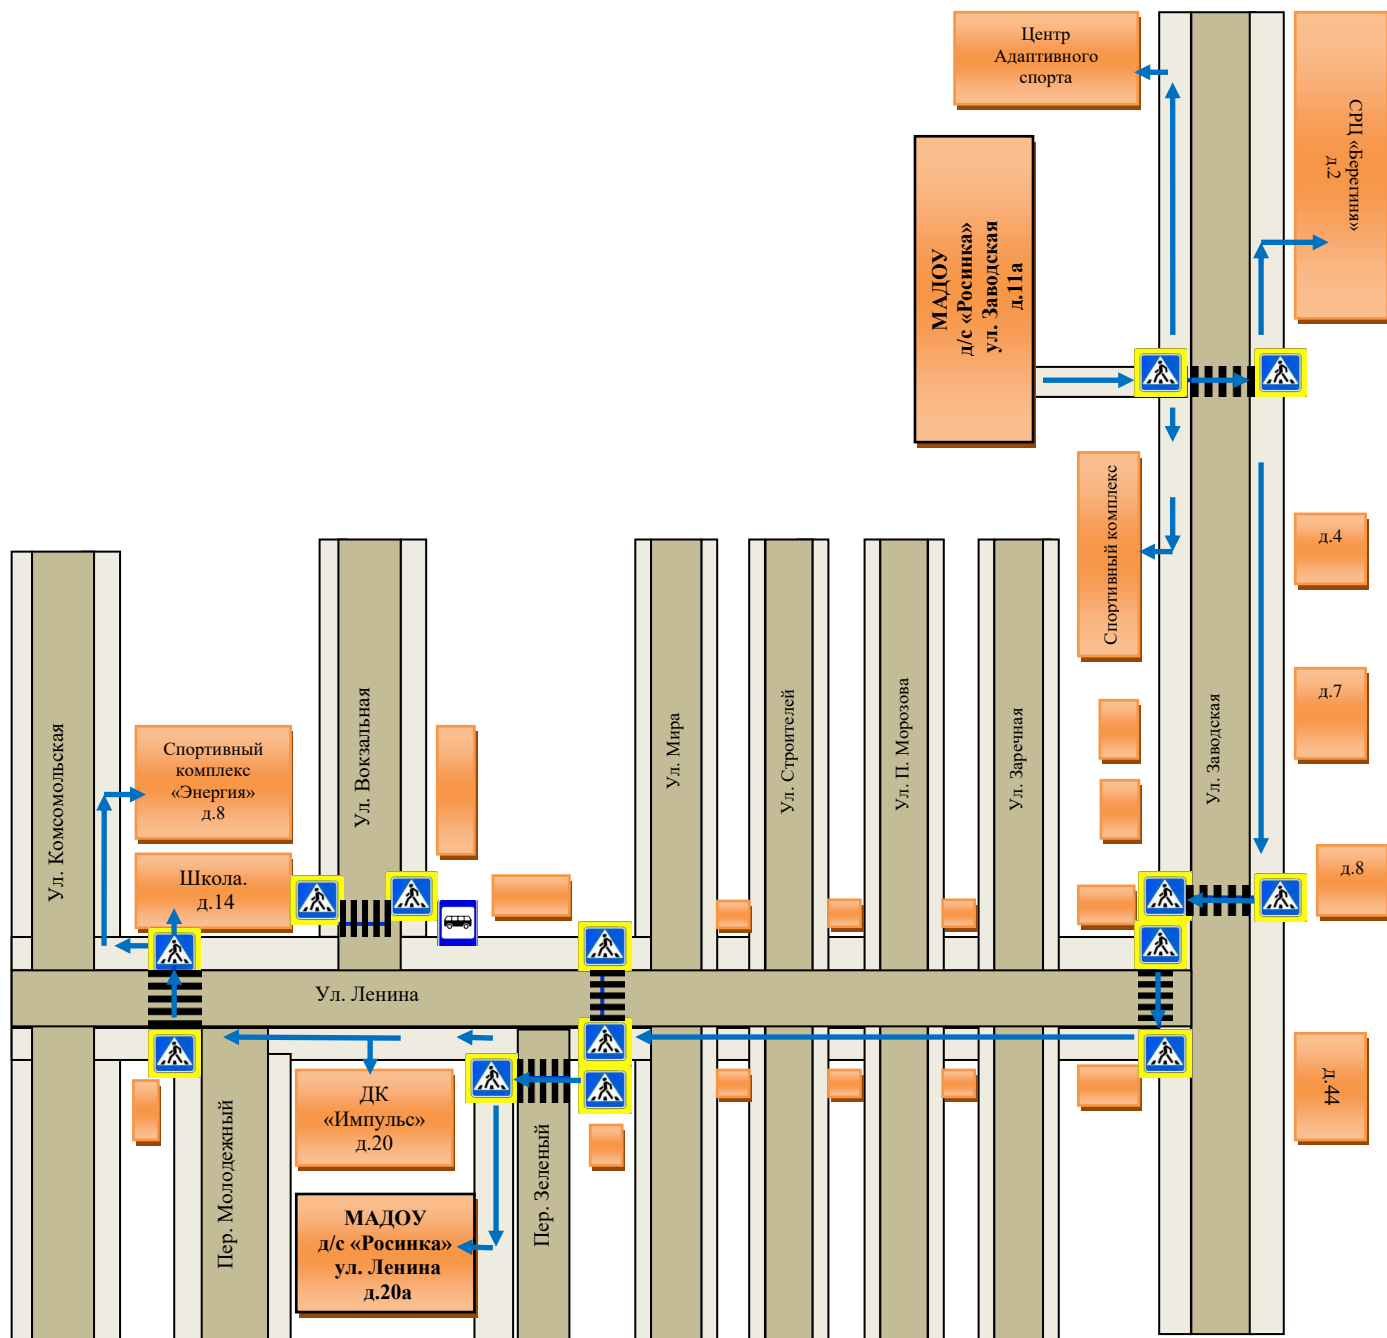 Центр
Адаптивного
спорта
СРЦ «Берегиня»
д.2
МАДОУ
д/с «Росинка»
ул. Заводская
д.11а
Спортивный комплекс
д.4
д.7
д.8
д.44
Ул. Комсомольская
Спортивный
комплекс
«Энергия»
д.8
Школа.
д.14
Ул. Вокзальная
Ул. Мира
Ул. Строителей
Ул. П. Морозова
Ул. Заречная
Ул. Заводская
Ул. Ленина
Пер. Молодежный
ДК
«Импульс»
д.20
МАДОУ
д/с «Росинка»
ул. Ленина
д.20а
Пер. Зеленый